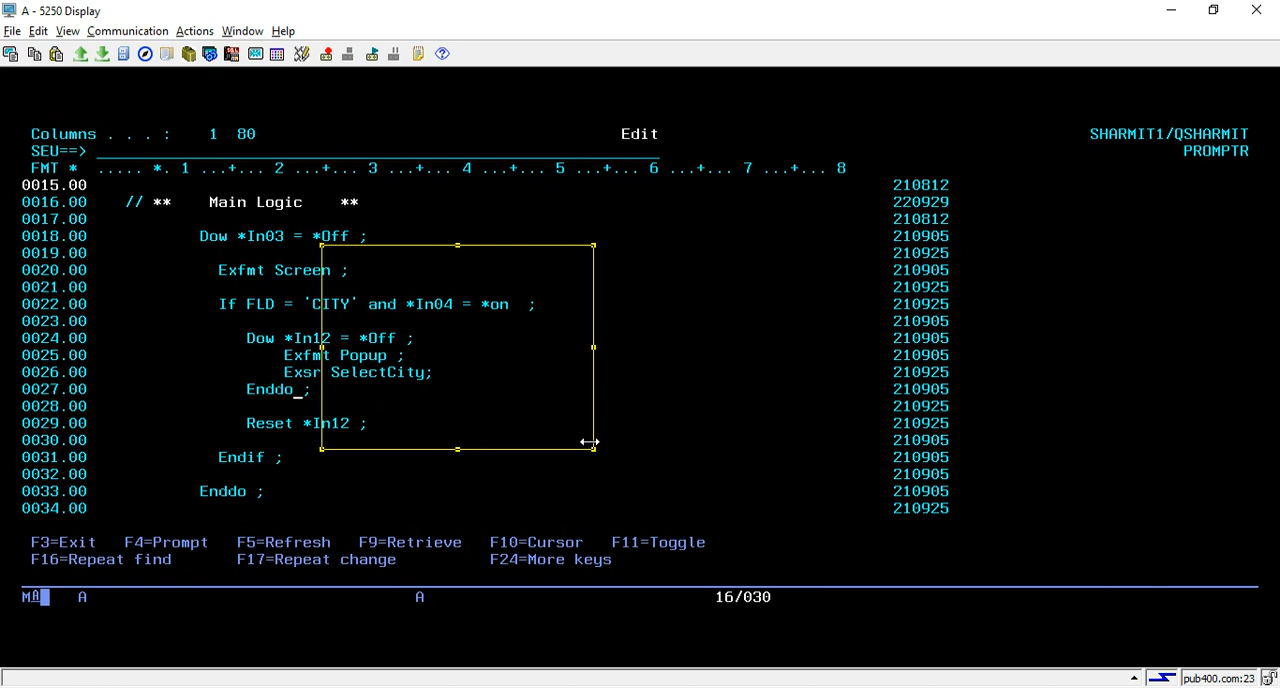 A - 5250 Display
File Edit View Communication Actions Window Help
Columns . . . :    1  80                                        Edit                                              SHARMIT1/QSHARMIT
SEU==>                                                                                                                      PROMPTR
FMT *  ..... *. 1 ...+... 2 ...+... 3 ...+... 4 ...+... 5 ...+... 6 ...+... 7 ...+... 8
0015.00                                                                                      210812
0016.00    // **    Main Logic    **                                                         220929
0017.00                                                                                      210812
0018.00            Dow *In03 = *Off ;                                                        210905
0019.00                                                                                      210925
0020.00              Exfmt Screen ;                                                          210905
0021.00                                                                                      210925
0022.00              If FLD = 'CITY' and *In04 = *on  ;                                      210925
0023.00                                                                                      210905
0024.00                 Dow *In12 = *Off ;                                                   210905
0025.00                     Exfmt Popup ;                                                    210905
0026.00                     Exsr SelectCity;                                                 210925
0027.00                 Enddo_;                                                              210905
0028.00                                                                                      210925
0029.00                 Reset *In12 ;                                                        210925
0030.00                                                                                      210905
0031.00              Endif ;                                                                 210905
0032.00                                                                                      210905
0033.00            Enddo ;                                                                   210905
0034.00                                                                                      210925
F3=Exit   F4=Prompt   F5=Refresh   F9=Retrieve   F10=Cursor   F11=Toggle
F16=Repeat find       F17=Repeat change          F24=More keys
MA    A                                   A                               16/030
pub400.com:23